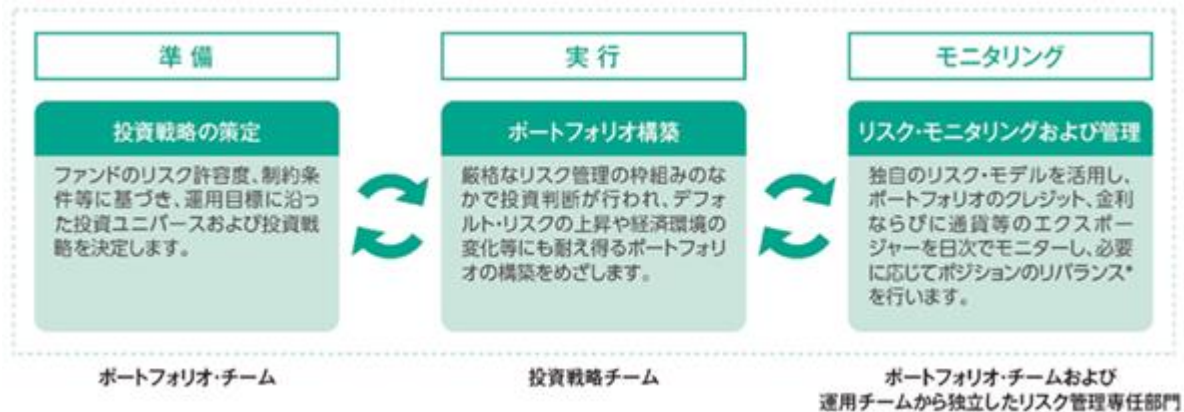 準備
投資戦略の策定
ファンドのリスク許容度、制約条
件等に基づき、運用目標に沿っ
た投資ユニバースおよび投資戦
略を決定します。
ポートフォリオ・チーム
実行
ポートフォリオ構築
厳格なリスク管理の枠組みのな
かで投資判断が行われ、デフォ
ルト・リスクの上昇や経済環境の
変化等にも耐え得るポートフォリ
オの構築をめざします。
投資戦略チーム
モニタリング
リスク・モニタリングおよび管理
独自のリスク・モデルを活用し、
ポートフォリオのクレジット、金利
ならびに通貨等のエクスポー
ジャーを日次でモニターし、必要
に応じてポジションのリバランス*
を行います。
ポートフォリオ・チームおよび
運用チームから独立したリスク管理専任部門